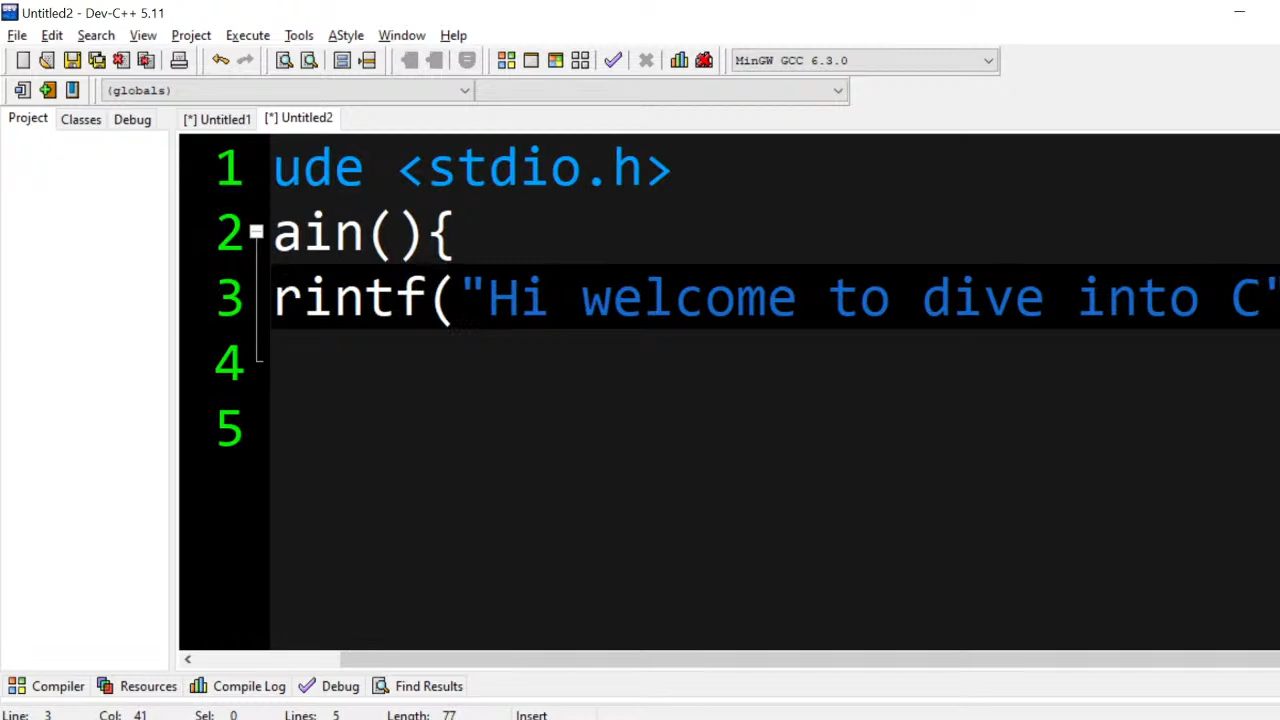 Untitled2 - Dev-C++ 5.11
File Edit Search View Project Execute Tools AStyle Window Help
MinGW GCC 6.3.0
(globals)
Project Classes Debug [*] Untitled1 [*] Untitled2
1 ude <stdio.h>
2 ain(){
3 rintf("Hi welcome to dive into C"
4
5
Compiler Resources Compile Log Debug Find Results
Line: 3 Col: 41 Sel: 0 Lines: 5 Length: 77 Insert